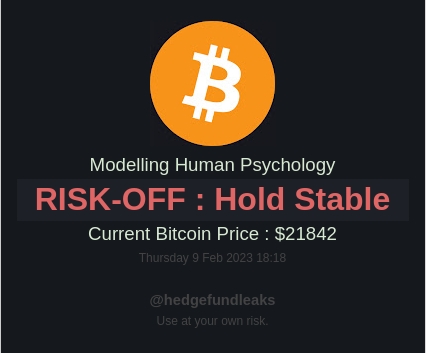 Modelling Human Psychology
RISK-OFF : Hold Stable
Current Bitcoin Price : $21842
Thursday 9 Feb 2023 18:18
@hedgefundleaks
Use at your own risk.